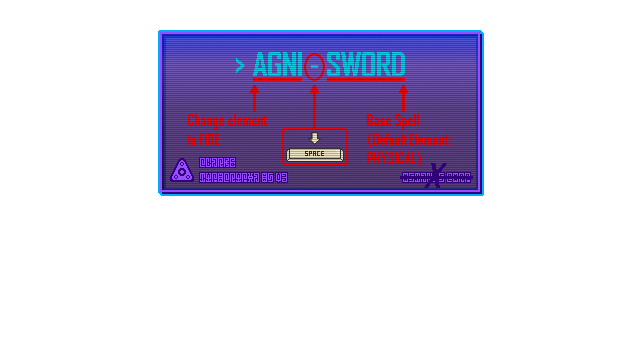 > AGNI-SWORD
Change element
to FIRE
Basic Spell
(Default Element:
PHYSICAL)
SPACE